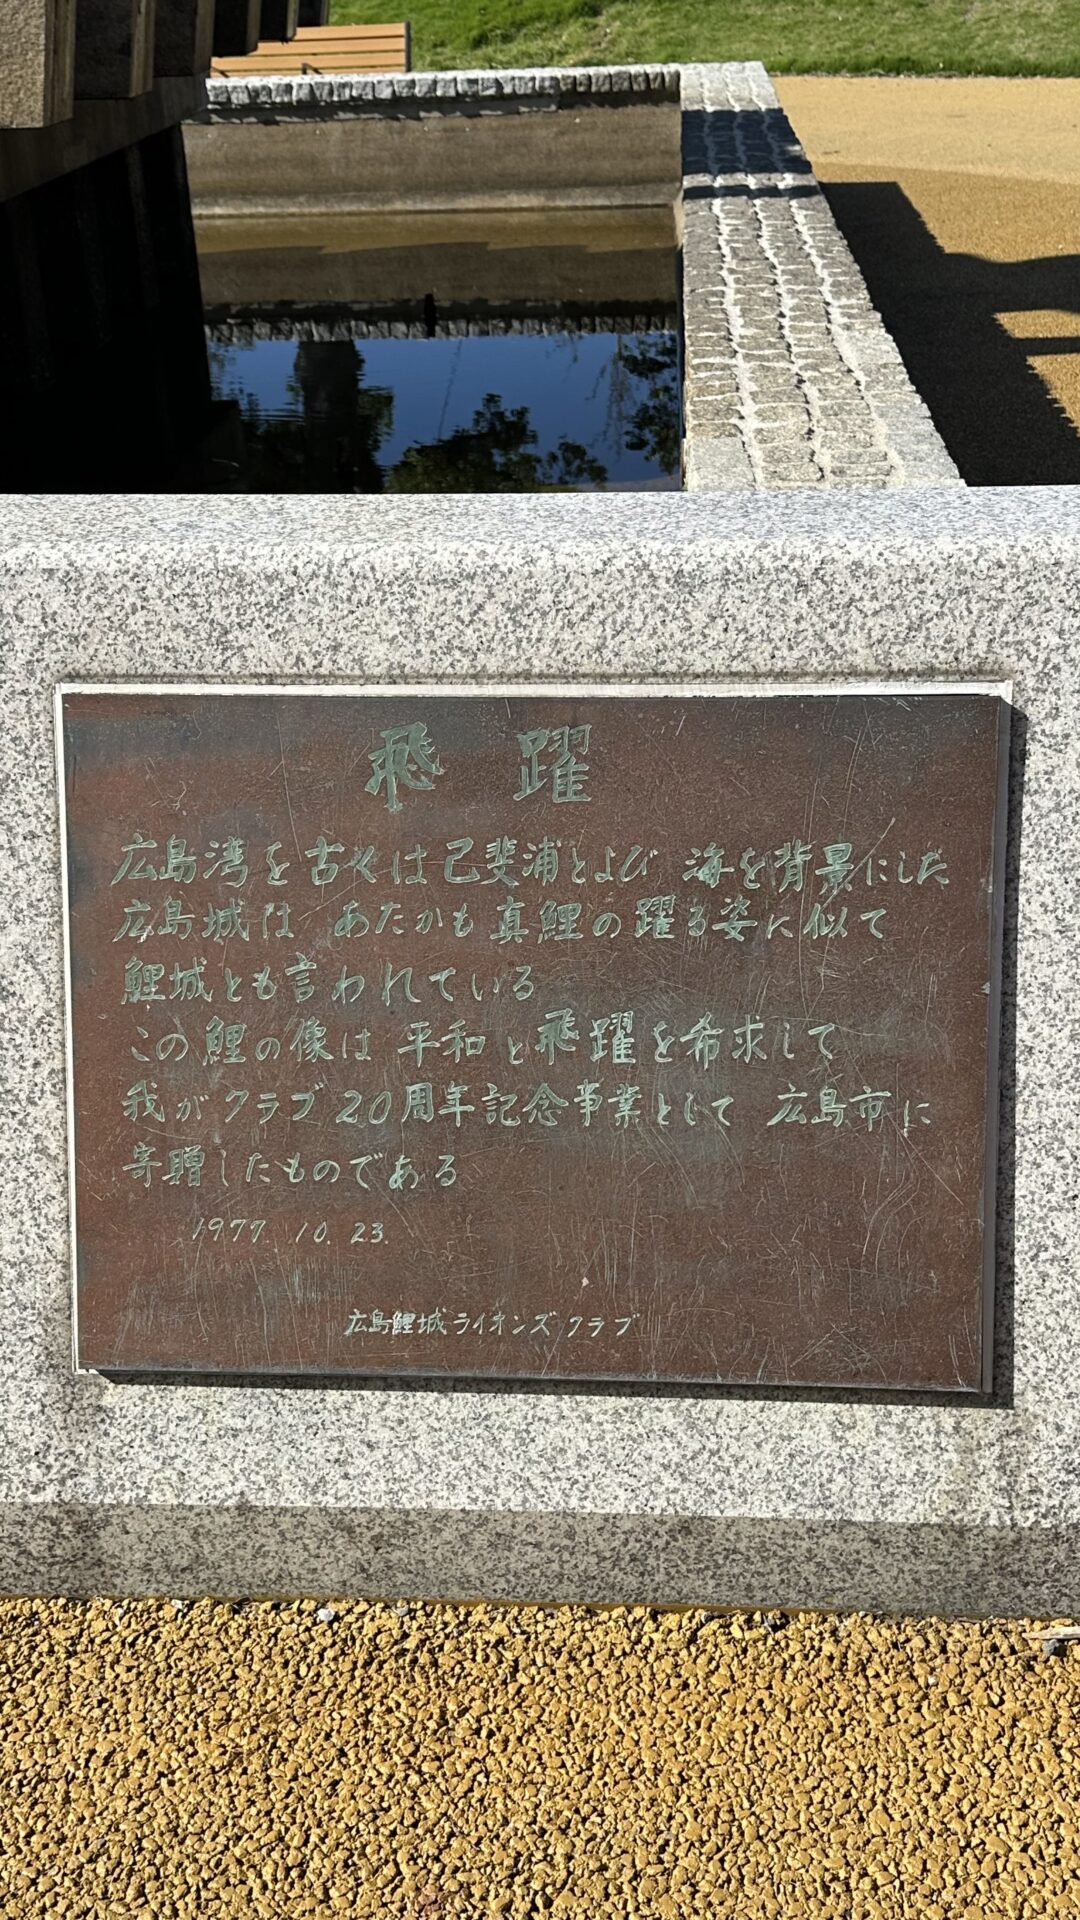 飛躍
広島湾を古くは己斐浦とよび 海を背景にした
広島城は あたかも真鯉の躍る姿に似て
鯉城とも言われている
この鯉の像は 平和と飛躍を希求して
我がクラブ20周年記念事業として 広島市に
寄贈したものである
1977. 10. 23.
広島鯉城ライオンズクラブ